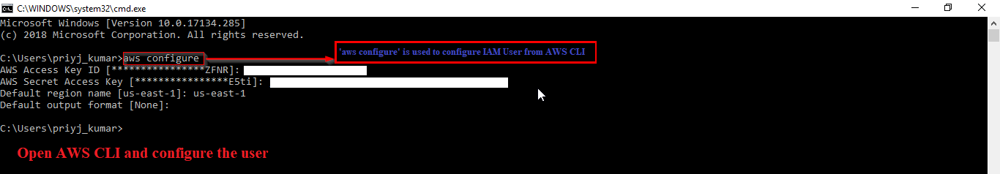 C:\WINDOWS\system32\cmd.exe
Microsoft Windows [Version 10.0.17134.285]
(c) 2018 Microsoft Corporation. All rights reserved.
C:\Users\priyj_kumar>aws configure
'aws configure' is used to configure IAM User from AWS CLI
AWS Access Key ID [****************ZFNR]:
AWS Secret Access Key [****************E5ti]:
Default region name [us-east-1]: us-east-1
Default output format [None]:
C:\Users\priyj_kumar>
Open AWS CLI and configure the user